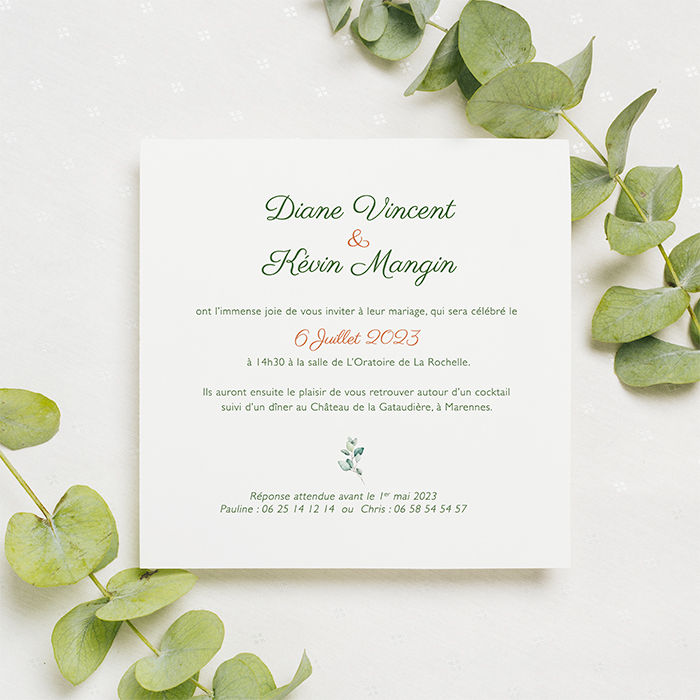 Diane Vincent
&
Kévin Mangin
ont l'immense joie de vous inviter à leur mariage, qui sera célébré le
6 Juillet 2023
à 14h30 à la salle de L'Oratoire de La Rochelle.
Ils auront ensuite le plaisir de vous retrouver autour d'un cocktail
suivi d'un dîner au Château de la Gataudière, à Marennes.
Réponse attendue avant le 1er mai 2023
Pauline : 06 25 14 12 14 ou Chris : 06 58 54 54 57